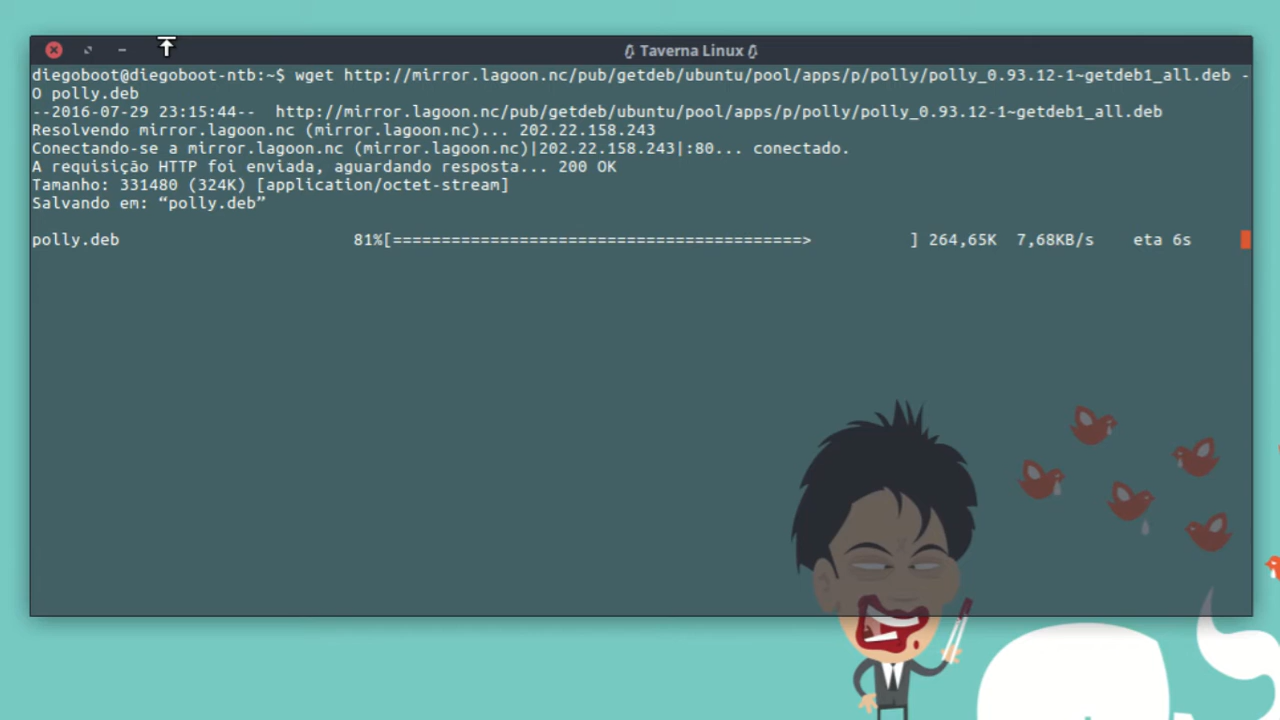 Taverna Linux
diegoboot@diegoboot-ntb:~$ wget http://mirror.lagoon.nc/pub/getdeb/ubuntu/pool/apps/p/polly/polly_0.93.12-1~getdeb1_all.deb -
O polly.deb
--2016-07-29 23:15:44--  http://mirror.lagoon.nc/pub/getdeb/ubuntu/pool/apps/p/polly/polly_0.93.12-1~getdeb1_all.deb
Resolvendo mirror.lagoon.nc (mirror.lagoon.nc)... 202.22.158.243
Conectando-se a mirror.lagoon.nc (mirror.lagoon.nc)|202.22.158.243|:80... conectado.
A requisição HTTP foi enviada, aguardando resposta... 200 OK
Tamanho: 331480 (324K) [application/octet-stream]
Salvando em: “polly.deb”
polly.deb 81%[==========================================> ] 264,65K 7,68KB/s eta 6s